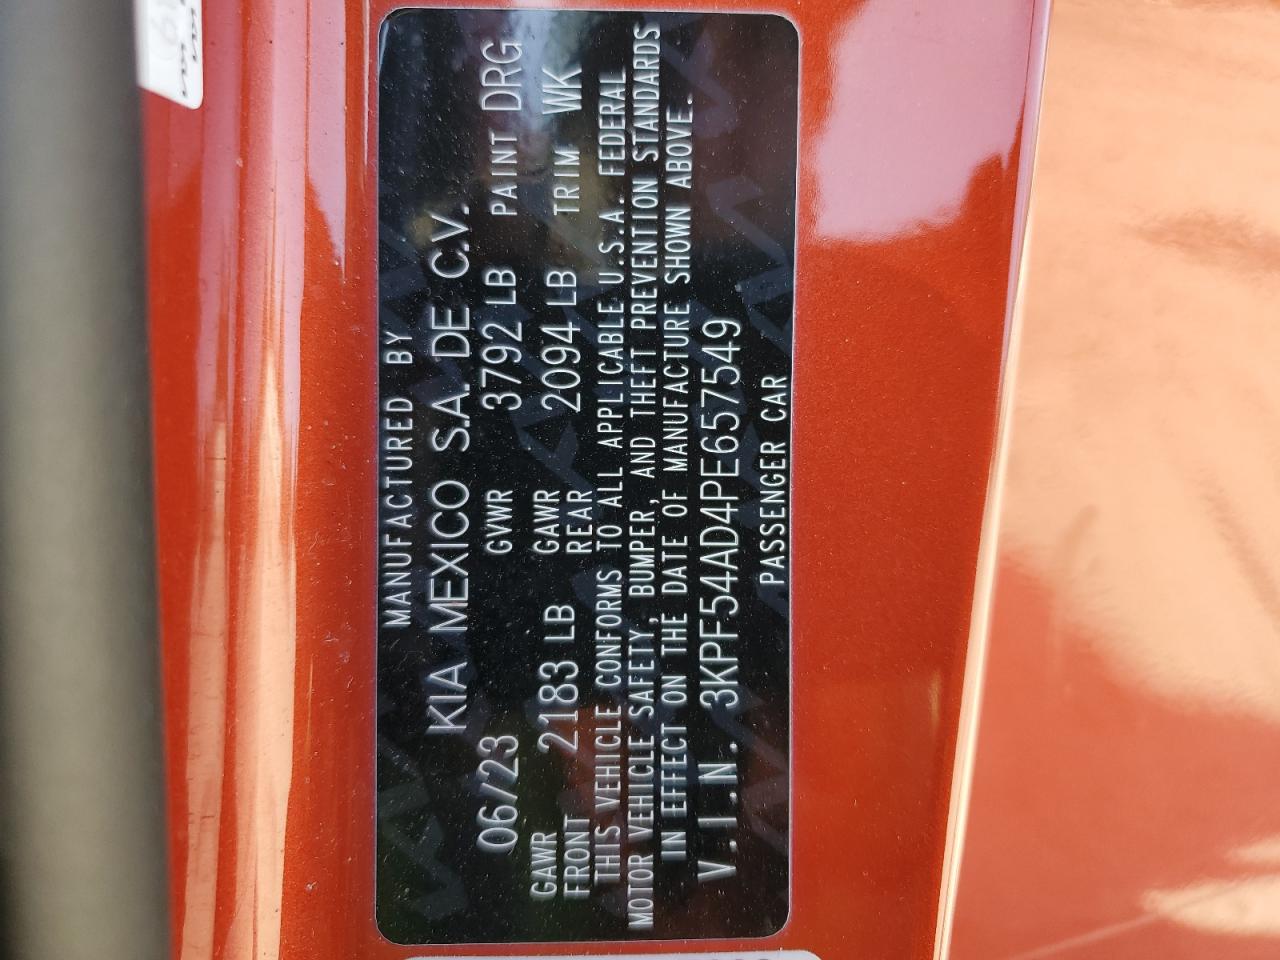 MANUFACTURED BY
KIA MEXICO S.A. DE C.V.
06/23 GVWR 3792 LB PAINT DRG
GAWR FRONT 2183 LB GAWR REAR 2094 LB TRIM WK
THIS VEHICLE CONFORMS TO ALL APPLICABLE U.S.A. FEDERAL
MOTOR VEHICLE SAFETY, BUMPER, AND THEFT PREVENTION STANDARDS
IN EFFECT ON THE DATE OF MANUFACTURE SHOWN ABOVE.
V.I.N. 3KPF54AD4PE657549
PASSENGER CAR